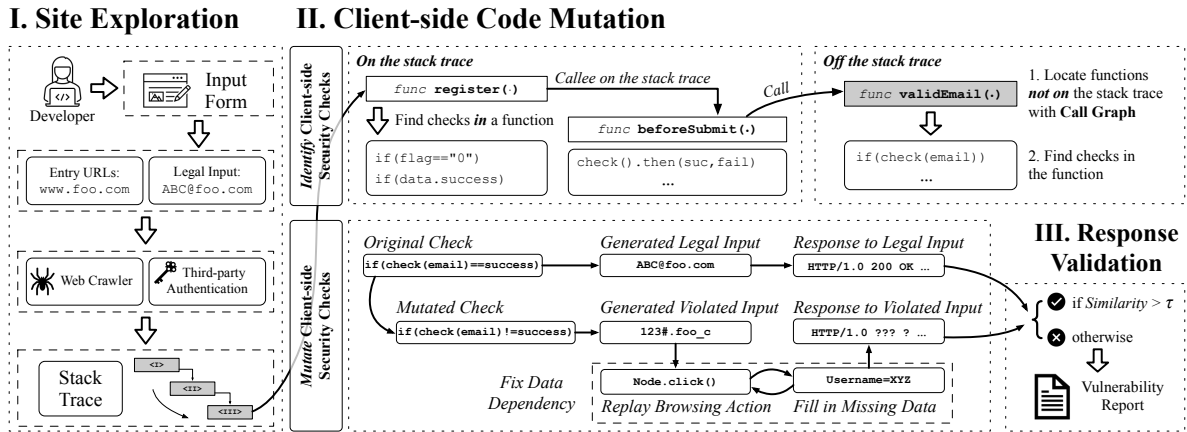 I. Site Exploration
II. Client-side Code Mutation
Developer
Input
Form
Entry URLs:
www.foo.com
Legal Input:
ABC@foo.com
Web Crawler
Third-party
Authentication
Stack
Trace
<I>
<II>
<III>
Identify Client-side
Security Checks
On the stack trace
func register(·)
Callee on the stack trace
Find checks in a function
if(flag=="0")
if(data.success)
func beforeSubmit(.)
check().then(suc,fail)
...
Call
Off the stack trace
func validEmail(.)
if(check(email))
...
1. Locate functions
not on the stack trace
with Call Graph
2. Find checks in
the function
Mutate Client-side
Security Checks
Original Check
if(check(email)==success)
Generated Legal Input
ABC@foo.com
Response to Legal Input
HTTP/1.0 200 OK ...
Mutated Check
if(check(email)!=success)
Generated Violated Input
123#.foo_c
Response to Violated Input
HTTP/1.0 ??? ? ...
Fix Data
Dependency
Node.click()
Replay Browsing Action
Username=XYZ
Fill in Missing Data
III. Response
Validation
if Similarity > τ
otherwise
Vulnerability
Report